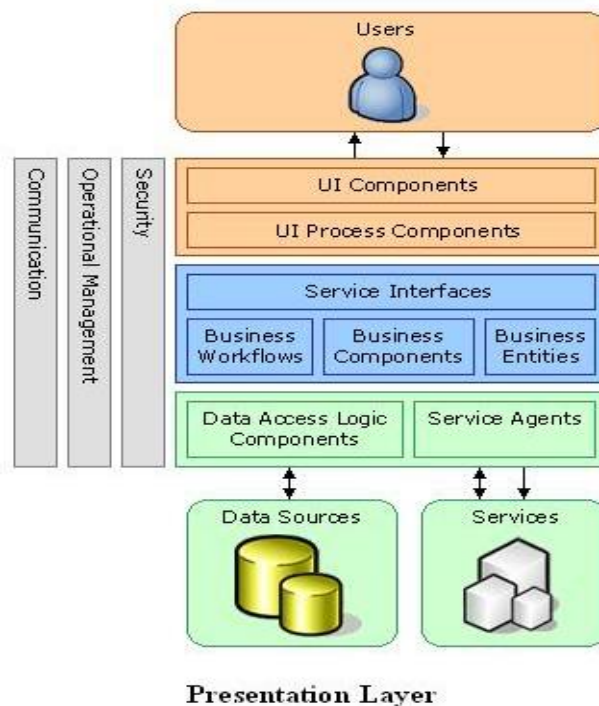 Users
Communication
Operational Management
Security
UI Components
UI Process Components
Service Interfaces
Business
Workflows
Business
Components
Business
Entities
Data Access Logic
Components
Service Agents
Data Sources
Services
Presentation Layer